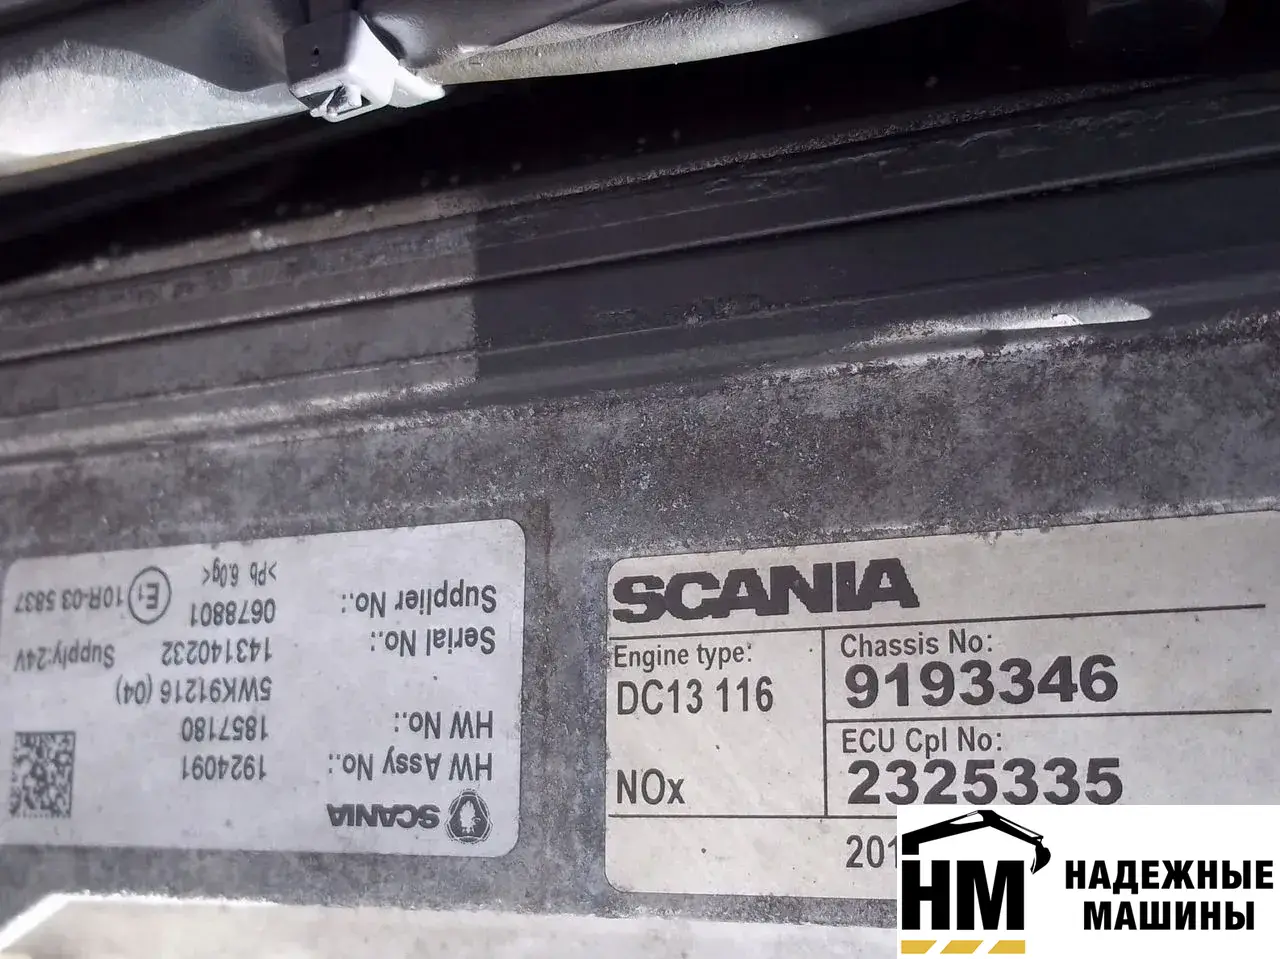 SCANIA
Engine type:
DC13 116
NOx
Chassis No:
9193346
ECU Cpl No:
2325335
201
SCANIA
HW Assy No.: 1924091
HW No.: 1857180
5WK91216 (04)
Serial No.: 143140232 Supply:24V
Supplier No.: 0678801 E1 10R-03 5837
>Pb 6.0g<
НМ
НАДЕЖНЫЕ
МАШИНЫ